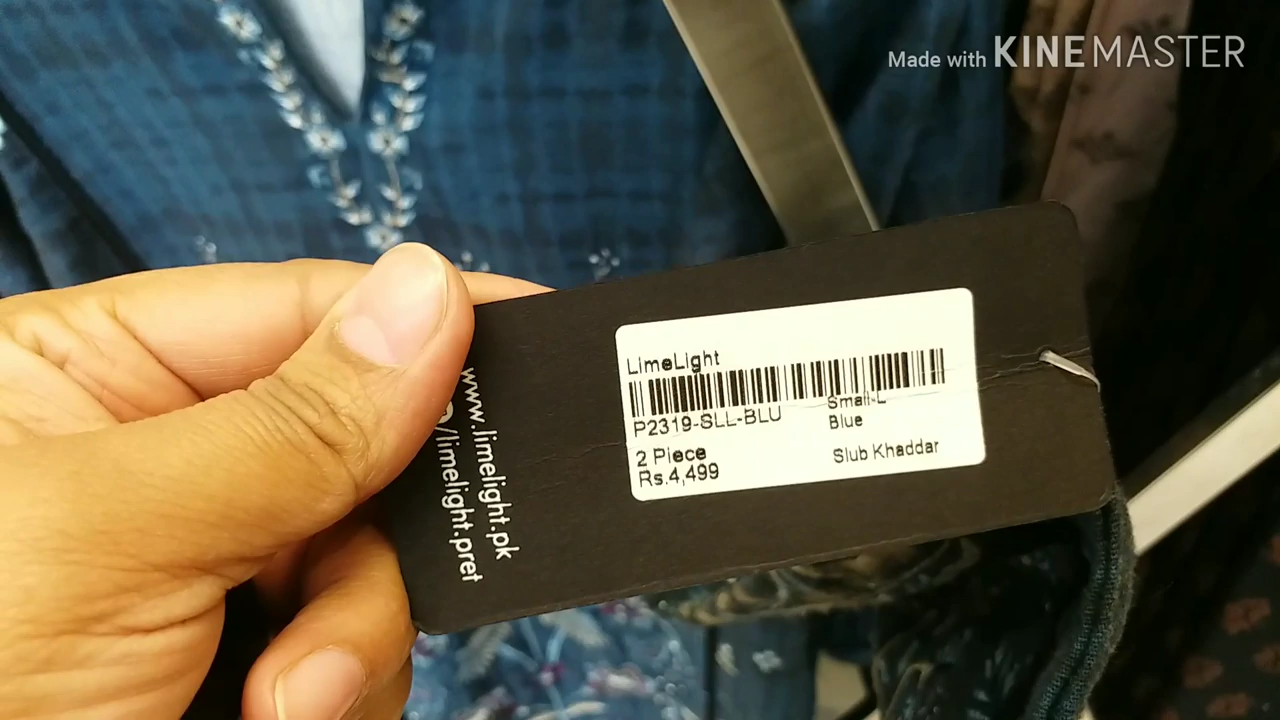 Made with KINEMASTER
LimeLight
P2319-SLL-BLU
Small-L
Blue
2 Piece
Slub Khaddar
Rs.4,499
www.limelight.pk
/limelight.pret